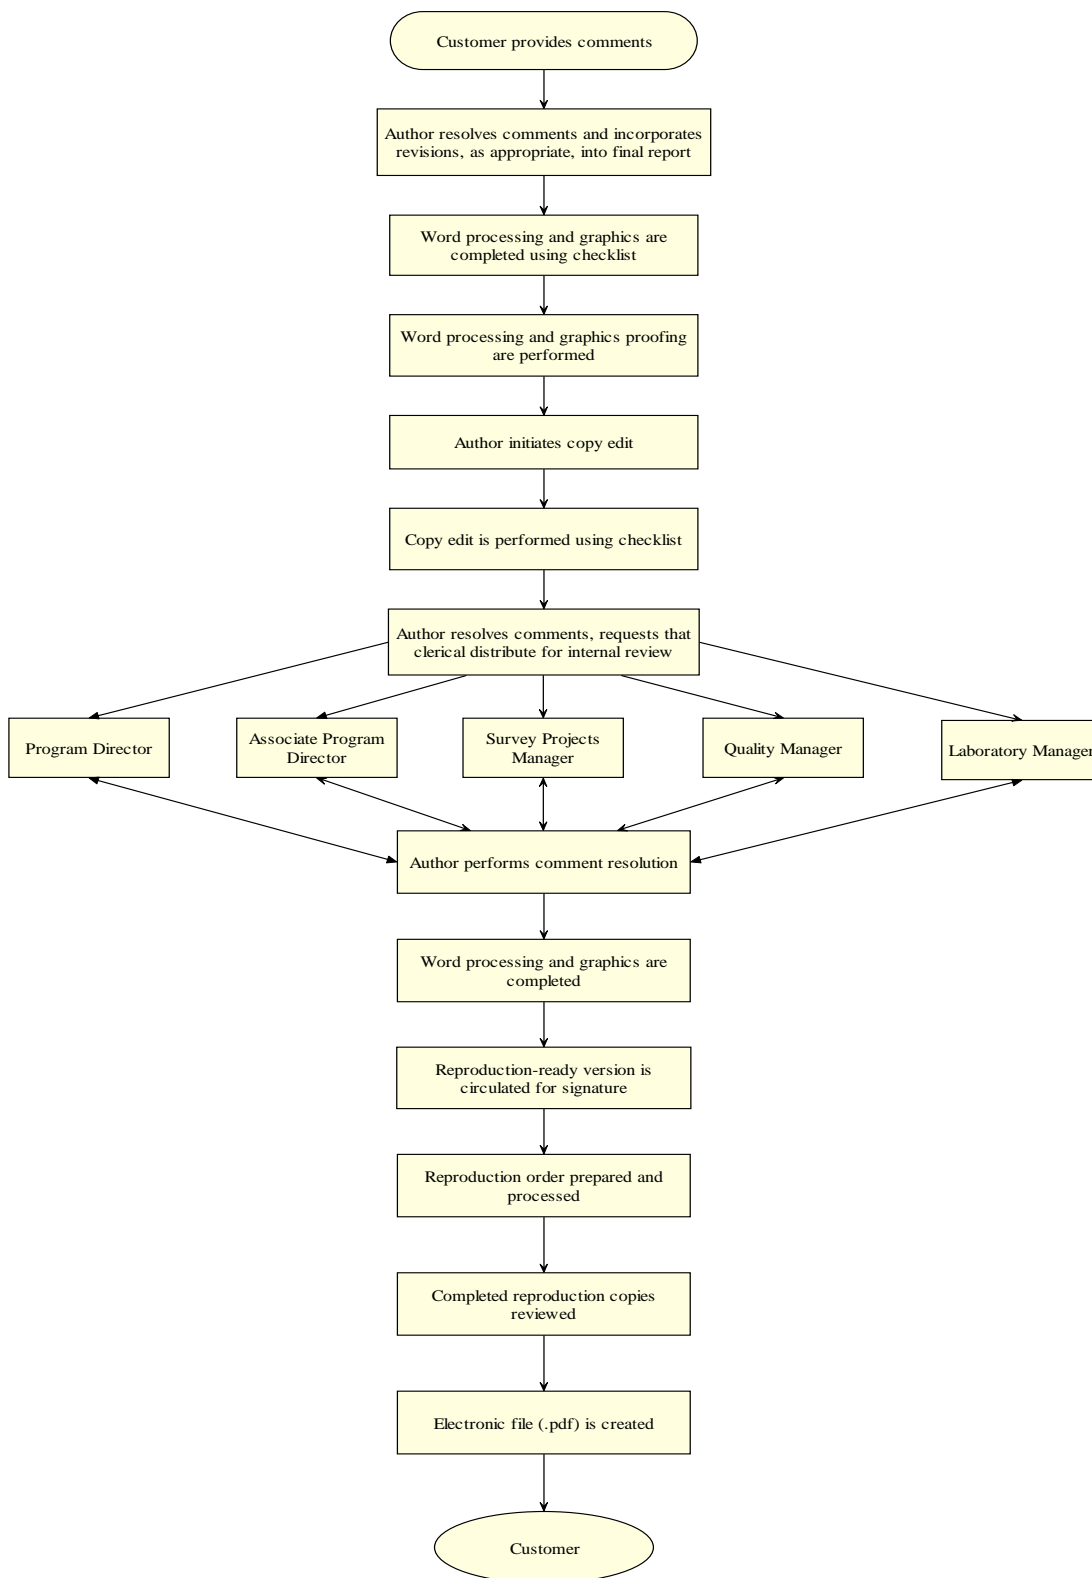 Customer provides comments
Author resolves comments and incorporates
revisions, as appropriate, into final report
Word processing and graphics are
completed using checklist
Word processing and graphics proofing
are performed
Author initiates copy edit
Copy edit is performed using checklist
Author resolves comments, requests that
clerical distribute for internal review
Program Director
Associate Program
Director
Survey Projects
Manager
Quality Manager
Laboratory Manager
Author performs comment resolution
Word processing and graphics are
completed
Reproduction-ready version is
circulated for signature
Reproduction order prepared and
processed
Completed reproduction copies
reviewed
Electronic file (.pdf) is created
Customer